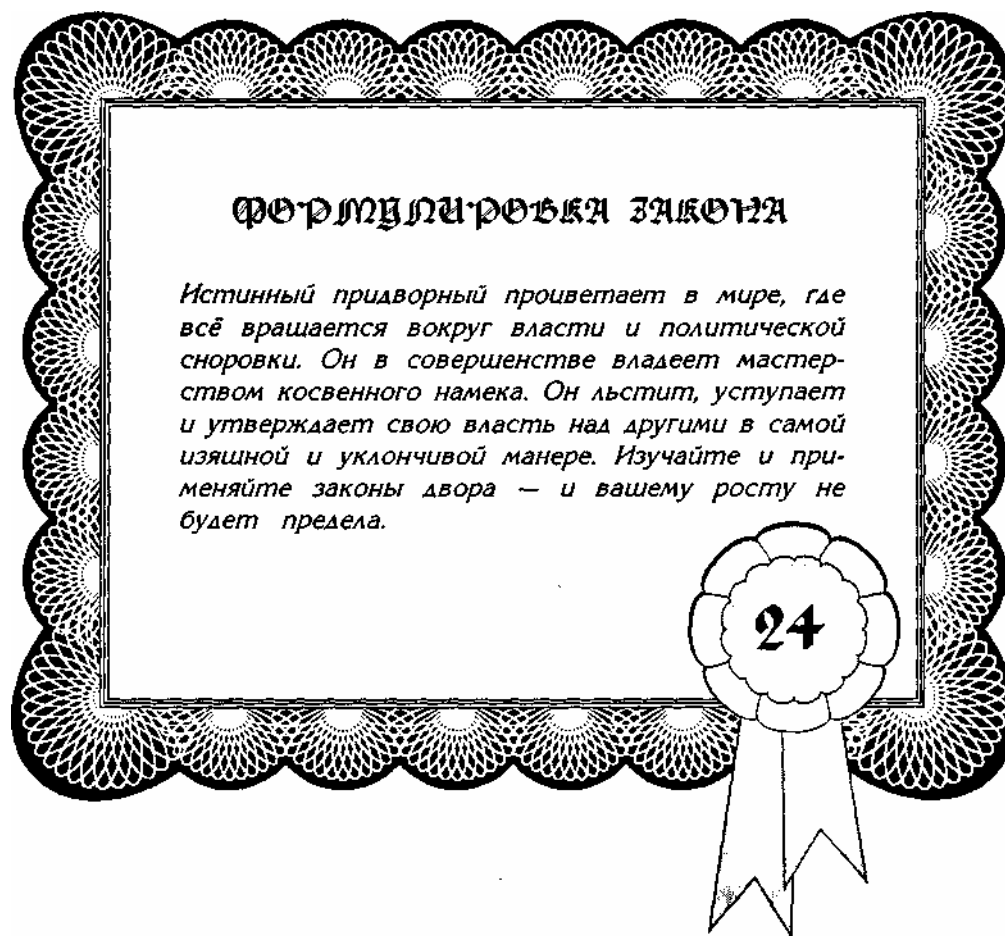 ФОРМУЛИРОВКА ЗАКОНА
Истинный придворный процветает в мире, где
всё вращается вокруг власти и политической
сноровки. Он в совершенстве владеет мастер-
ством косвенного намека. Он льстит, уступает
и утверждает свою власть над другими в самой
изящной и уклончивой манере. Изучайте и при-
меняйте законы двора – и вашему росту не
будет предела.
24